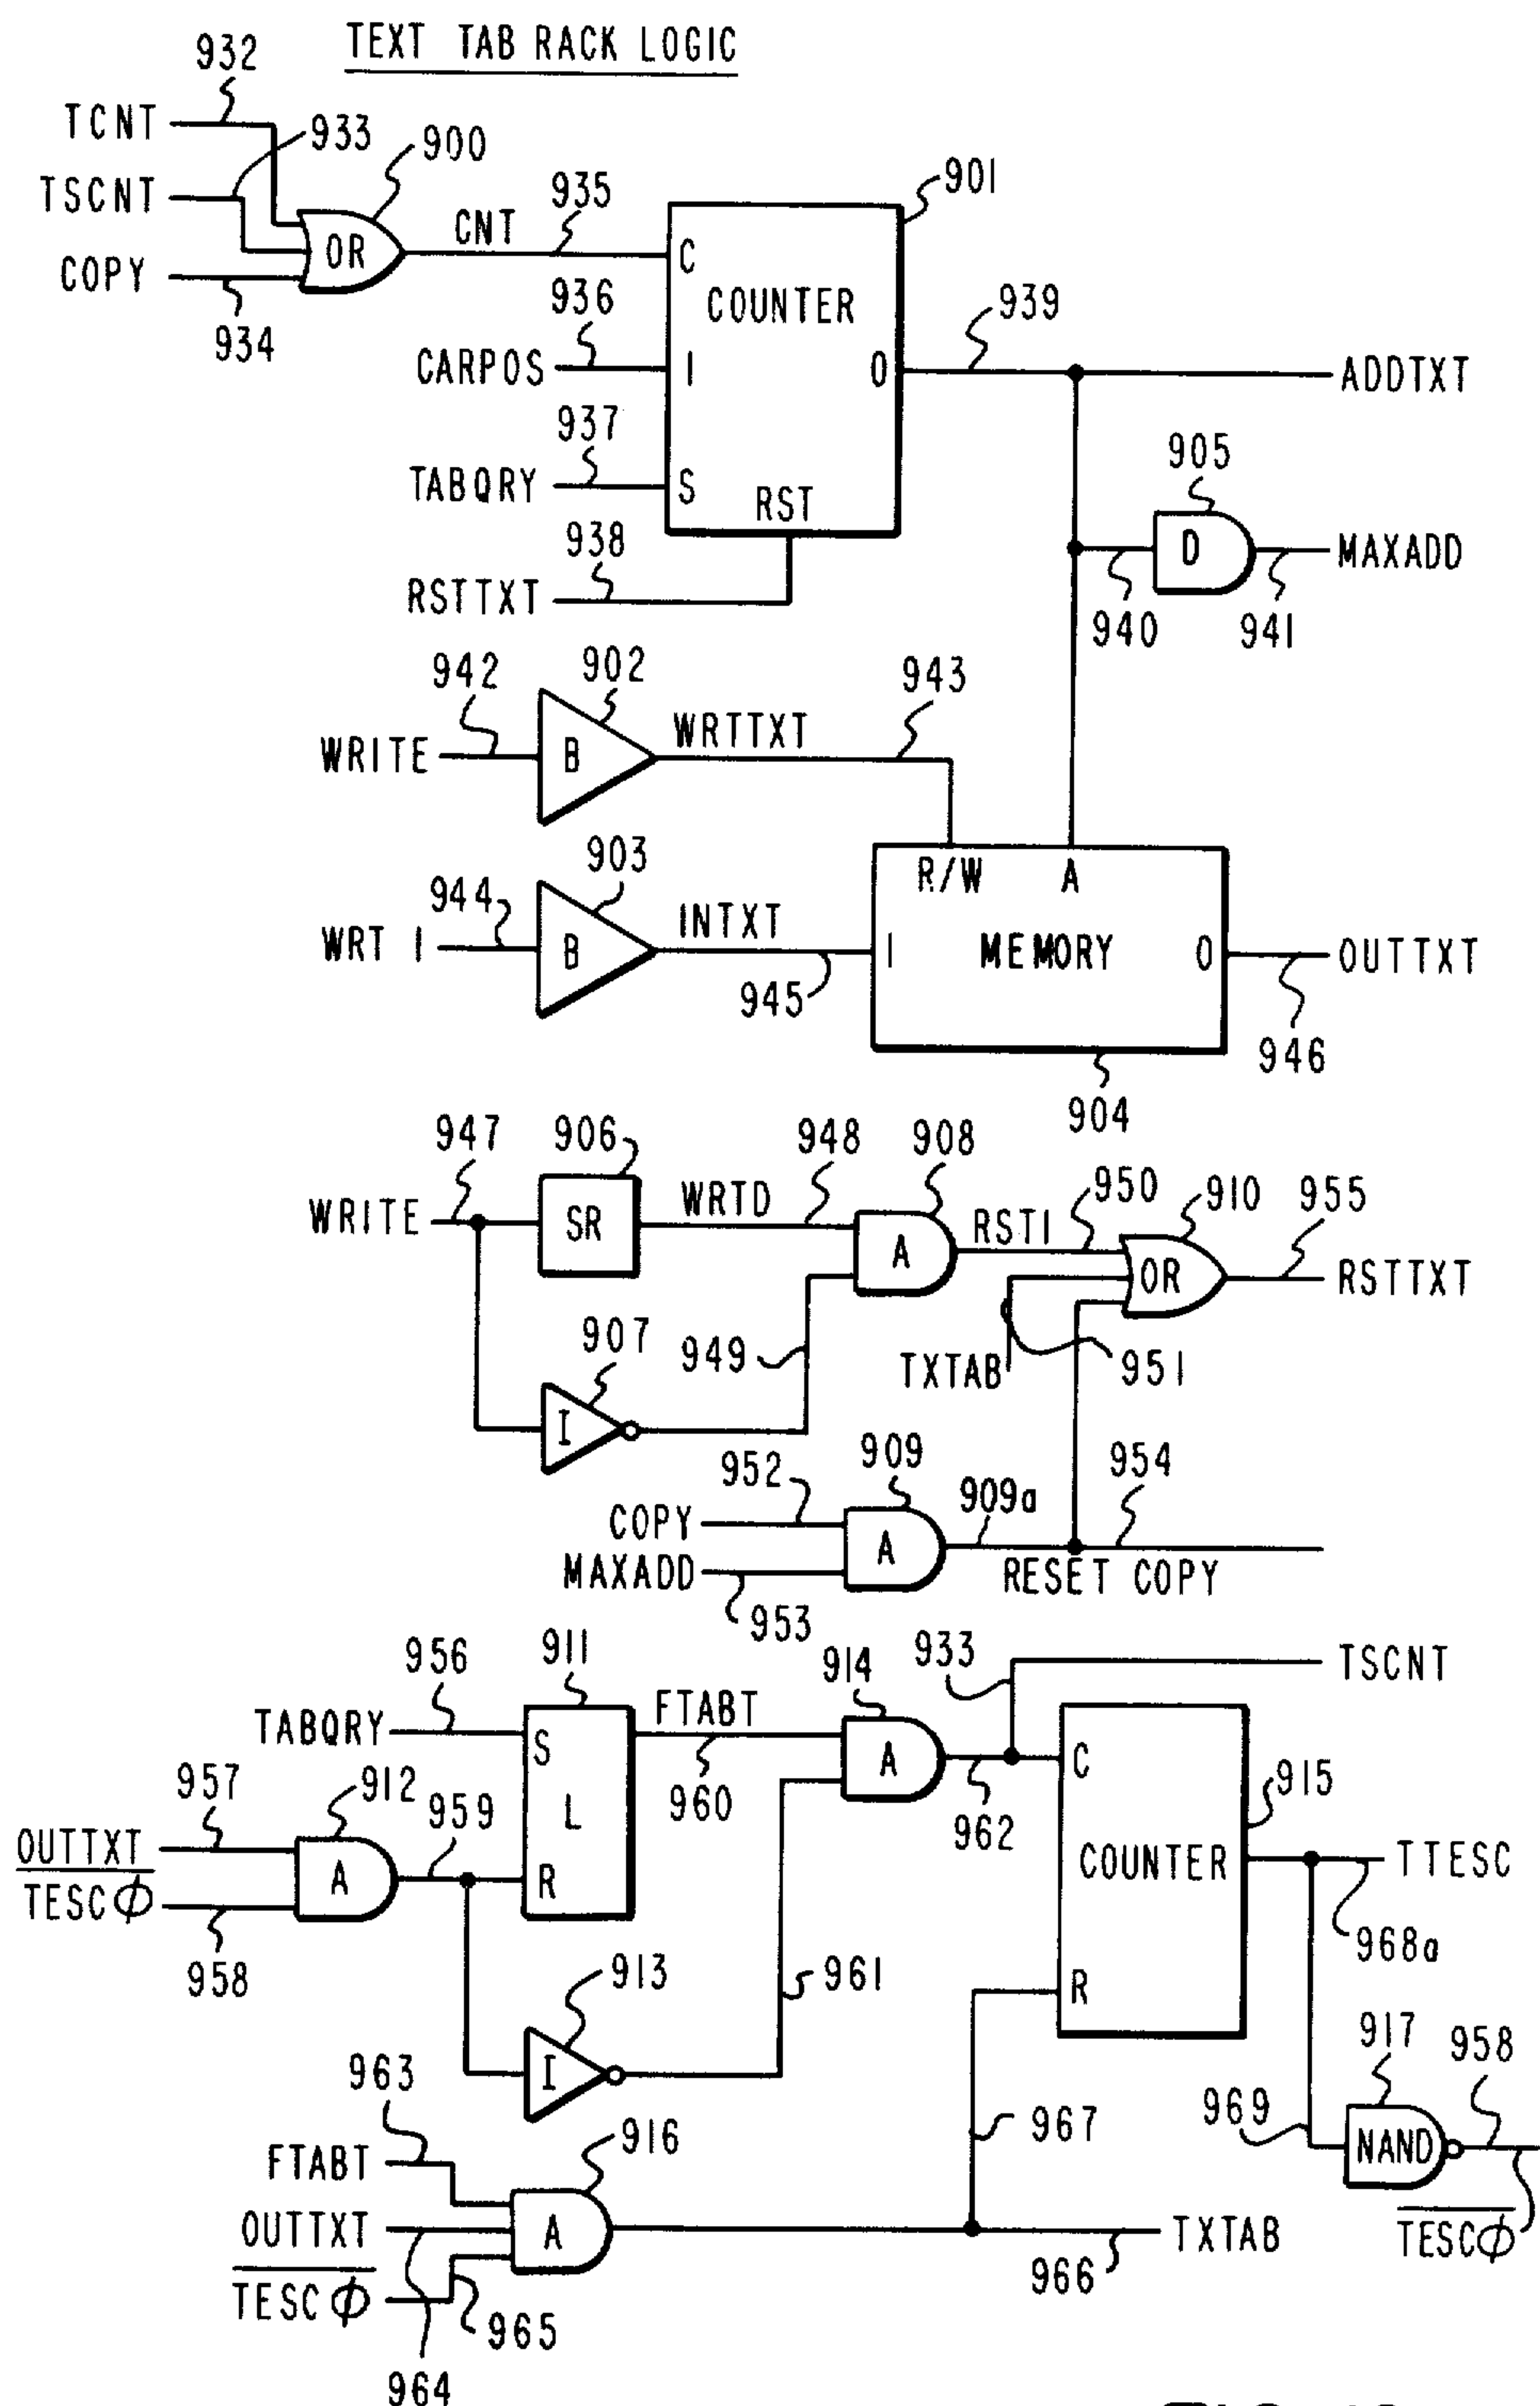 TEXT TAB RACK LOGIC
932
TCNT
933
900
TSCNT
CNT
935
901
OR
COPY
934
C
936
COUNTER
939
CARPOS
I
O
ADDTXT
937
905
TABQRY
S
RST
938
D
MAXADD
RSTTXT
940
941
942
902
943
WRITE
B
WRTTXT
903
944
R/W
A
WRT I
B
INTXT
I
MEMORY
O
OUTTXT
945
946
904
947
906
948
908
950
910
955
WRITE
SR
WRTD
A
RSTI
OR
RSTTXT
907
949
TXTAB
951
I
952
909
909a
954
COPY
A
MAXADD
RESET COPY
953
956
911
914
933
TSCNT
TABQRY
S
FTABT
A
C
957
912
959
L
960
962
915
OUTTXT
A
R
COUNTER
TTESC
TESCϕ
958
913
961
968a
R
917
958
I
963
916
967
969
NAND
FTABT
OUTTXT
A
TXTAB
TESCϕ
966
TESCϕ
965
964